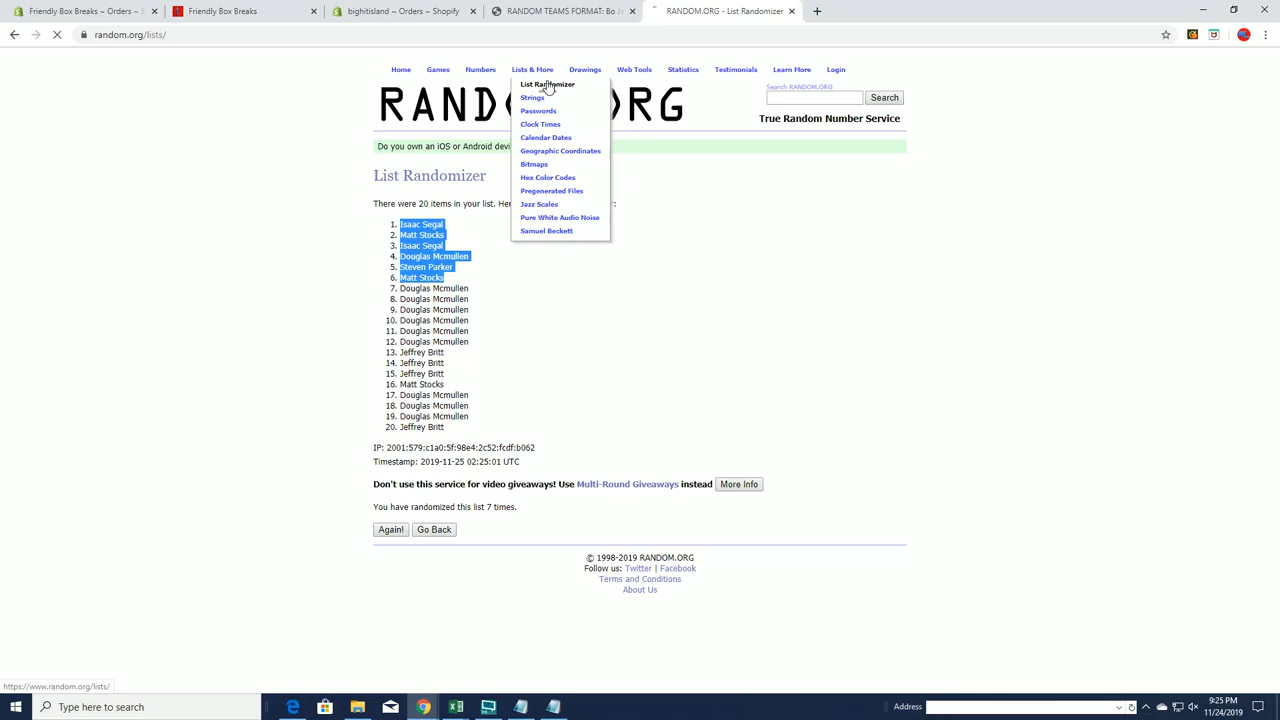 Friendly Box Breaks ~ Orders ~ S
Friendly Box Breaks
bighitisland ~ Orders ~ Shopify
RANDOM TEAMS FORMAT: Bo Ja
RANDOM.ORG - List Randomizer
random.org/lists/
Home Games Numbers Lists & More Drawings Web Tools Statistics Testimonials Learn More Login
List Randomizer
Strings
Passwords
Clock Times
Calendar Dates
Geographic Coordinates
Bitmaps
Hex Color Codes
Pregenerated Files
Jazz Scales
Pure White Audio Noise
Samuel Beckett
Search RANDOM.ORG
Search
True Random Number Service
Do you own an iOS or Android devi
List Randomizer
There were 20 items in your list. Her
1. Isaac Segal
2. Matt Stocks
3. Isaac Segal
4. Douglas Mcmullen
5. Steven Parker
6. Matt Stocks
7. Douglas Mcmullen
8. Douglas Mcmullen
9. Douglas Mcmullen
10. Douglas Mcmullen
11. Douglas Mcmullen
12. Douglas Mcmullen
13. Jeffrey Britt
14. Jeffrey Britt
15. Jeffrey Britt
16. Matt Stocks
17. Douglas Mcmullen
18. Douglas Mcmullen
19. Douglas Mcmullen
20. Jeffrey Britt
IP: 2001:579:c1a0:5f:98e4:2c52:fcdf:b062
Timestamp: 2019-11-25 02:25:01 UTC
Don't use this service for video giveaways! Use Multi-Round Giveaways instead More Info
You have randomized this list 7 times.
Again! Go Back
© 1998-2019 RANDOM.ORG
Follow us: Twitter | Facebook
Terms and Conditions
About Us
https://www.random.org/lists/
Type here to search
Address
9:25 PM
11/24/2019